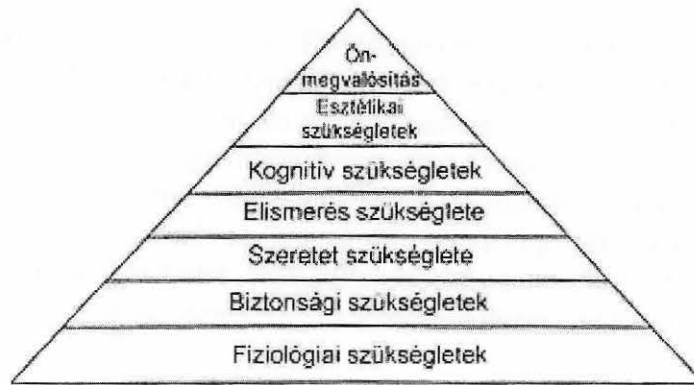 Ön-
megvalósítás
Esztétikai
szükségletek
Kognitív szükségletek
Elismerés szükséglete
Szeretet szükséglete
Biztonsági szükségletek
Fiziológiai szükségletek